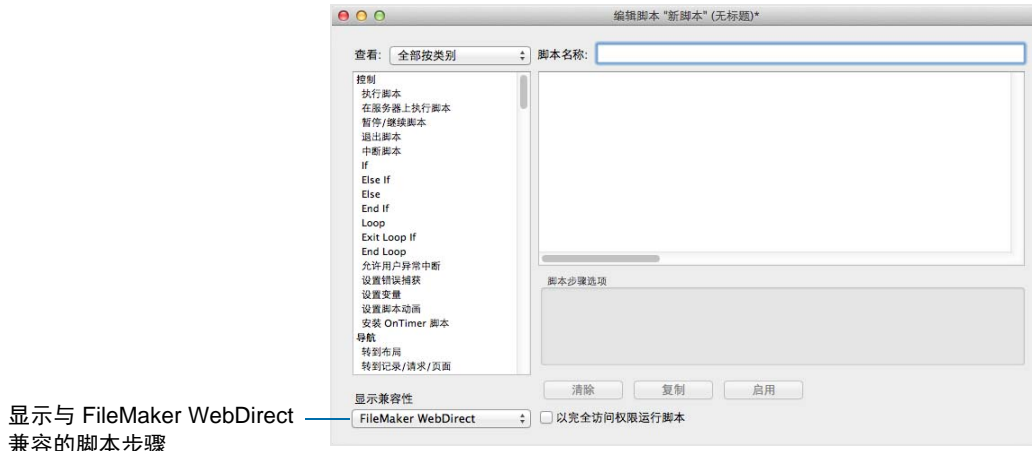 编辑脚本 "新脚本" (无标题)*
查看: 全部按类别 脚本名称:
控制
执行脚本
在服务器上执行脚本
暂停/继续脚本
退出脚本
中断脚本
If
Else If
Else
End If
Loop
Exit Loop If
End Loop
允许用户异常中断
设置错误捕获
设置变量
设置脚本动画
安装 OnTimer 脚本
导航
转到布局
转到记录/请求/页面
脚本步骤选项
清除 复制 启用
显示兼容性
FileMaker WebDirect 以完全访问权限运行脚本
显示与 FileMaker WebDirect
兼容的脚本步骤